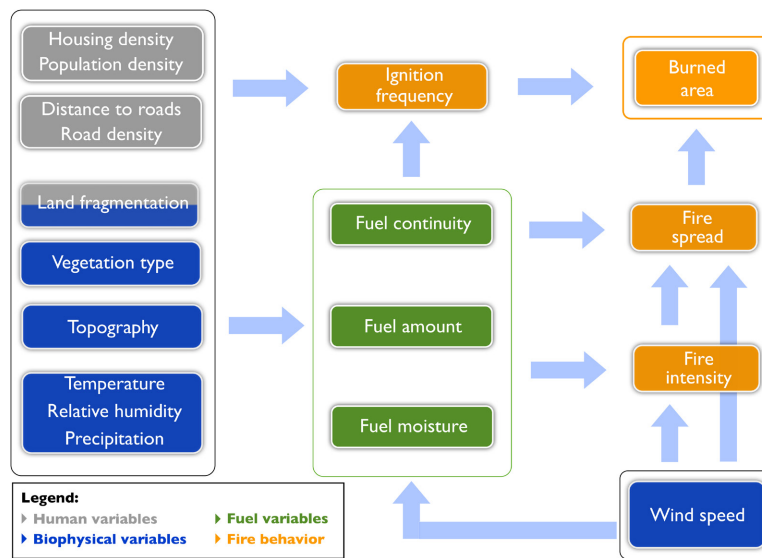 Housing density
Population density
Distance to roads
Road density
Land fragmentation
Vegetation type
Topography
Temperature
Relative humidity
Precipitation
Ignition
frequency
Burned
area
Fuel continuity
Fire
spread
Fuel amount
Fire
intensity
Fuel moisture
Wind speed
Legend:
Human variables
Biophysical variables
Fuel variables
Fire behavior